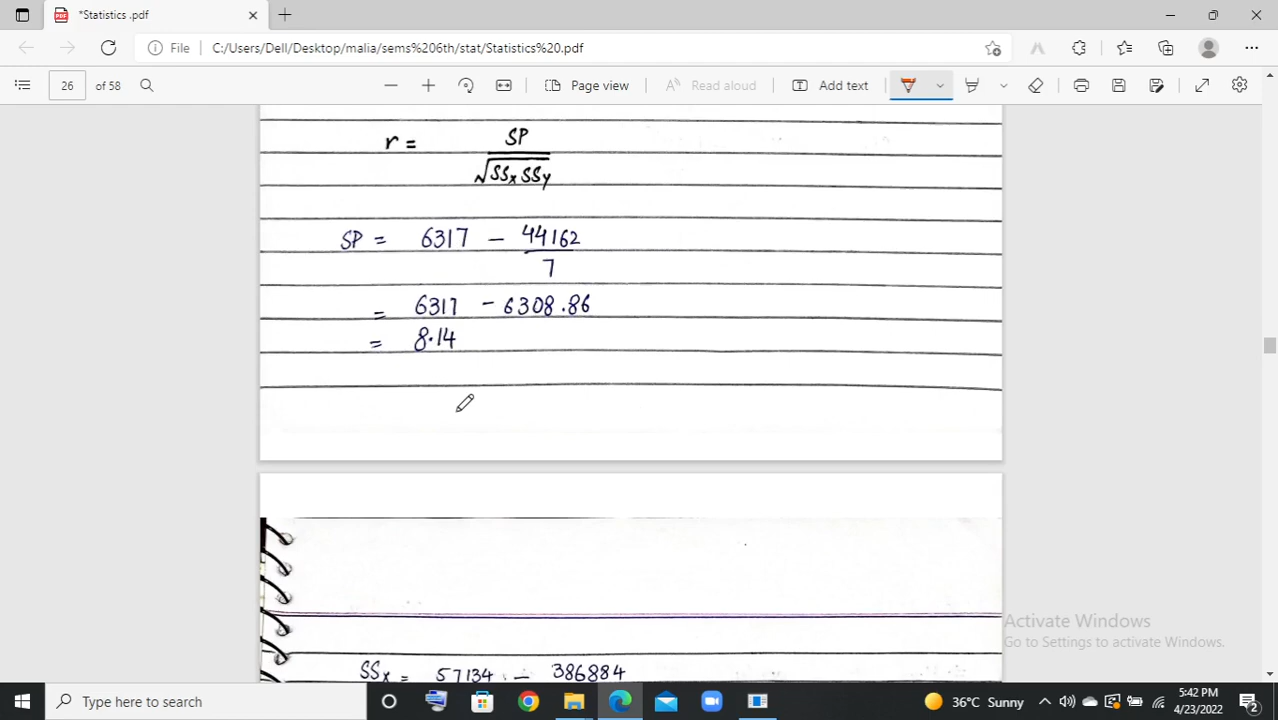 *Statistics .pdf
File C:/Users/Dell/Desktop/malia/sems%206th/stat/Statistics%20.pdf
26 of 58 Page view Read aloud Add text
r = SP / √SSx SSy
SP = 6317 - 44162 / 7
= 6317 - 6308.86
= 8.14
Activate Windows
Go to Settings to activate Windows.
SSx = 57134 - 386884
Type here to search
36°C Sunny
5:42 PM
4/23/2022
2